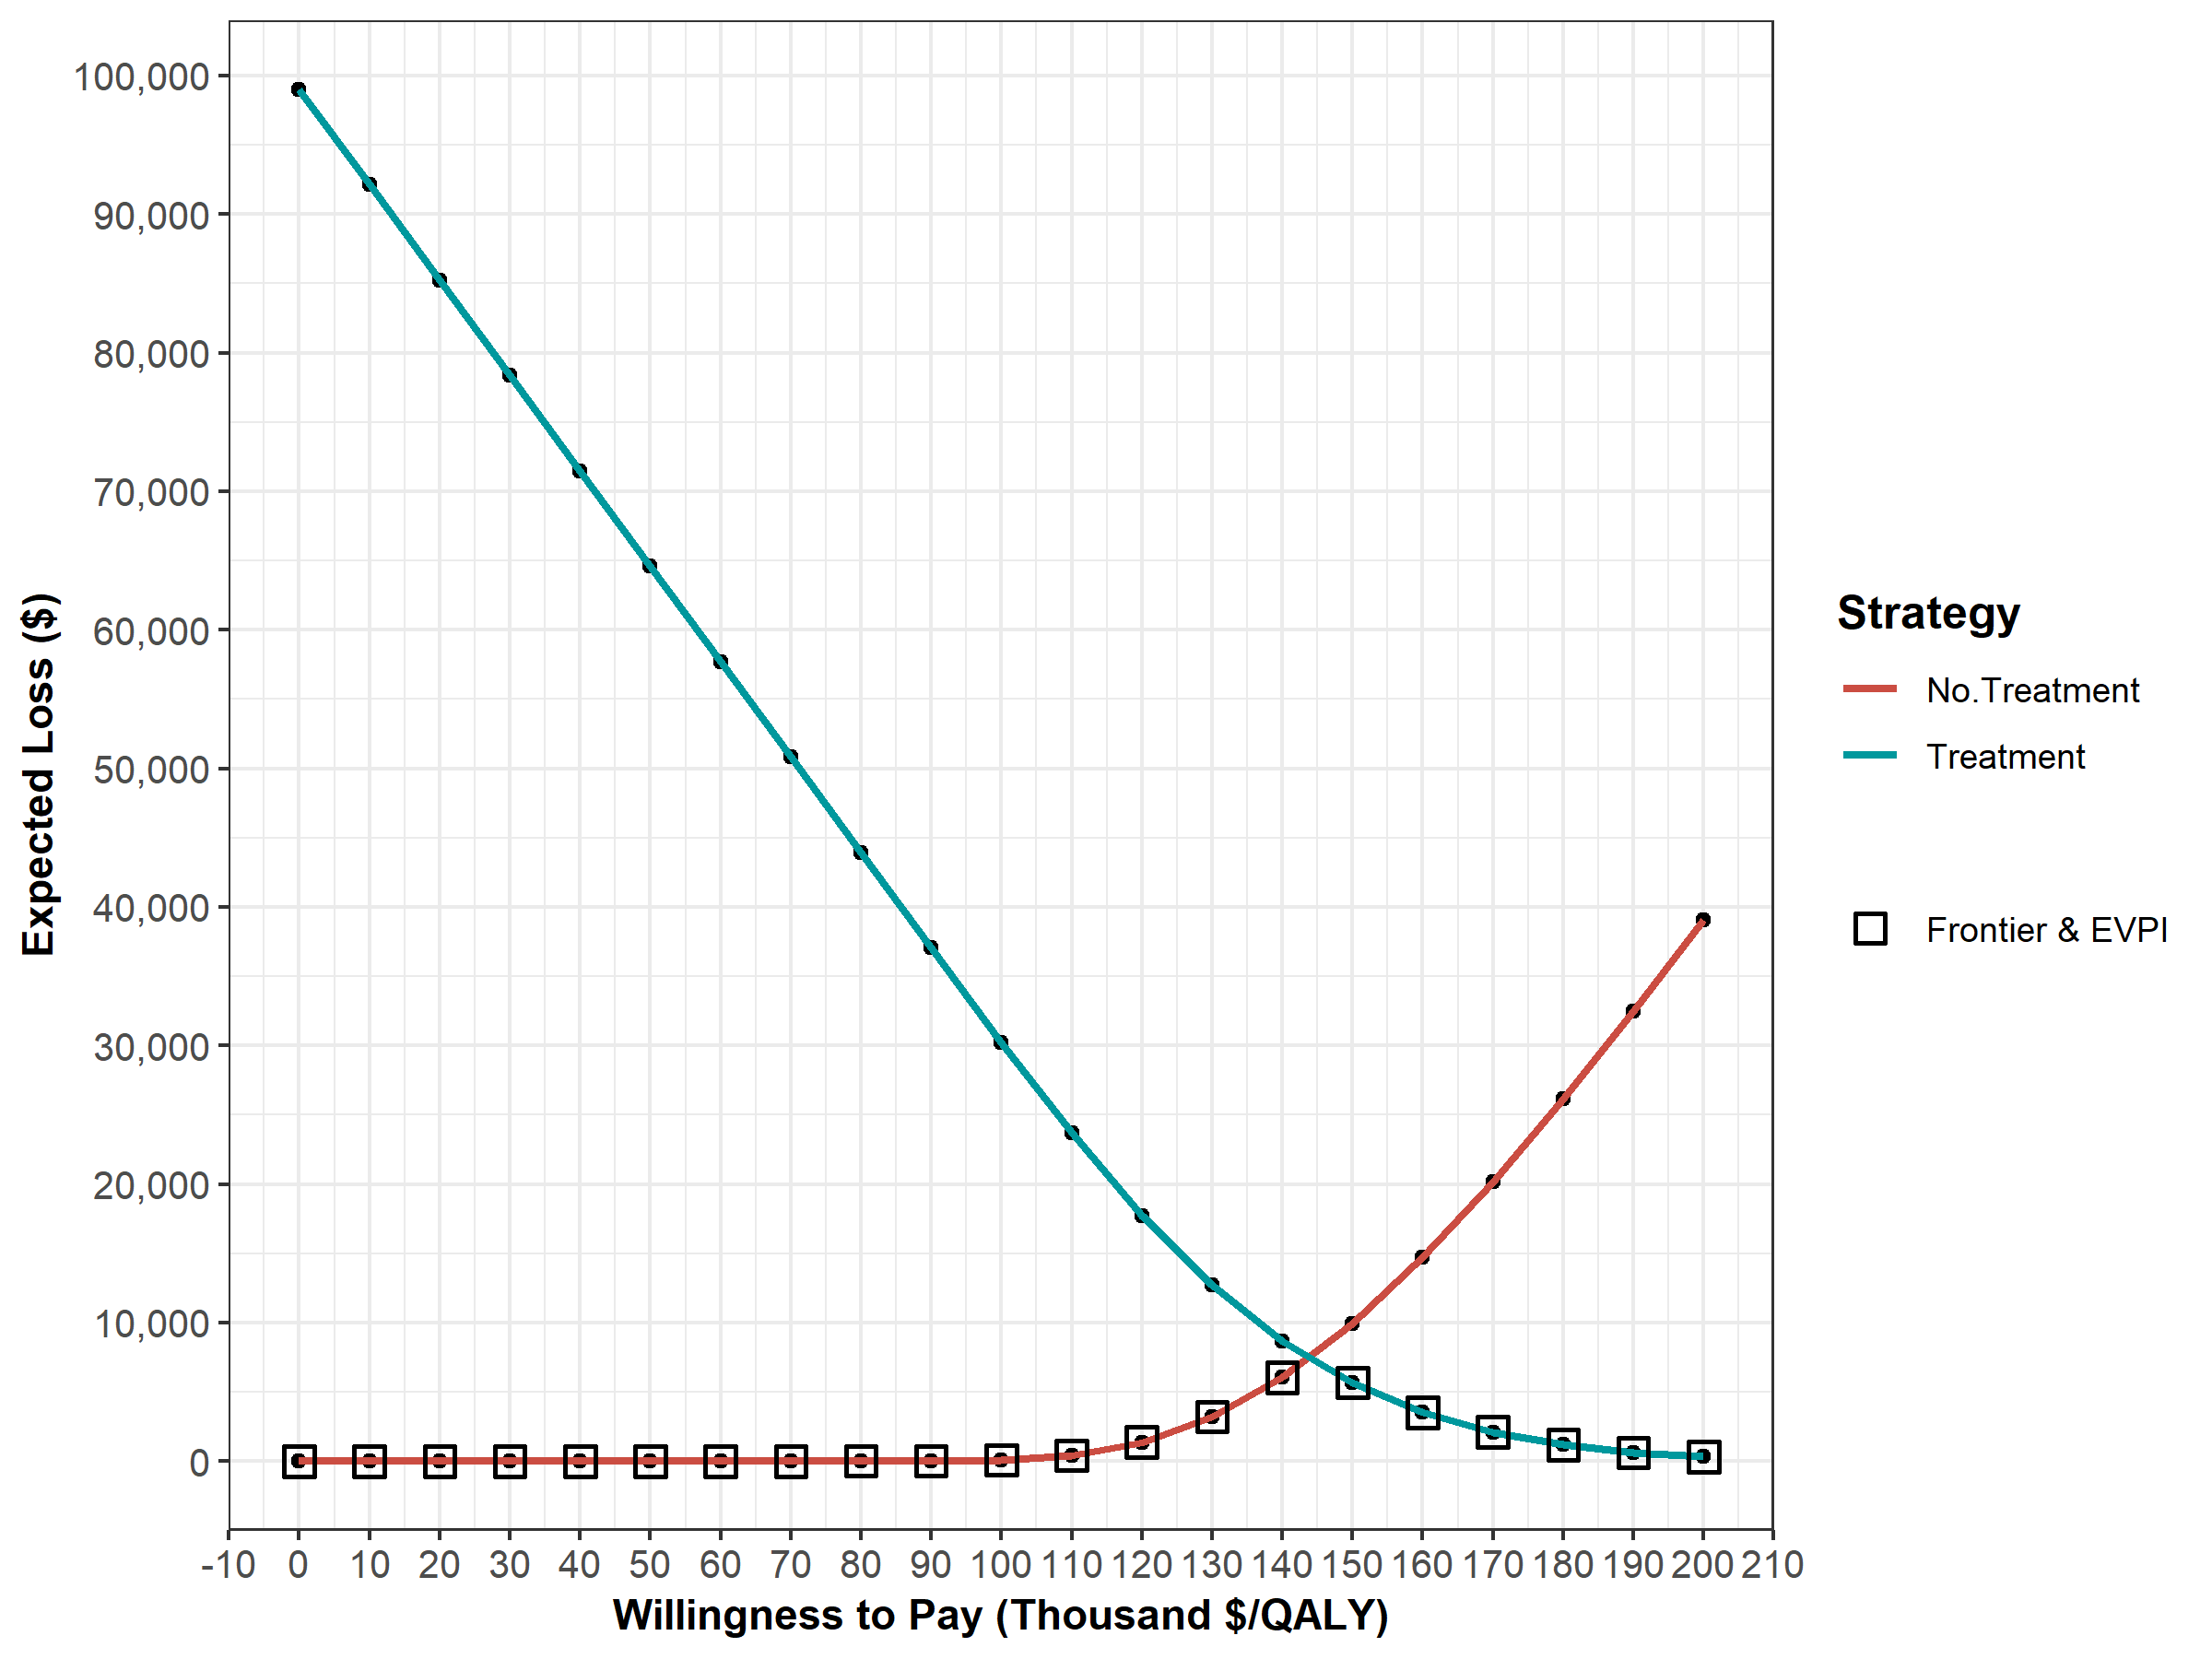 100,000
90,000
80,000
70,000
60,000
50,000
40,000
30,000
20,000
10,000
0
Expected Loss ($)
-10 0 10 20 30 40 50 60 70 80 90 100 110 120 130 140 150 160 170 180 190 200 210
Willingness to Pay (Thousand $/QALY)
Strategy
No.Treatment
Treatment
Frontier & EVPI